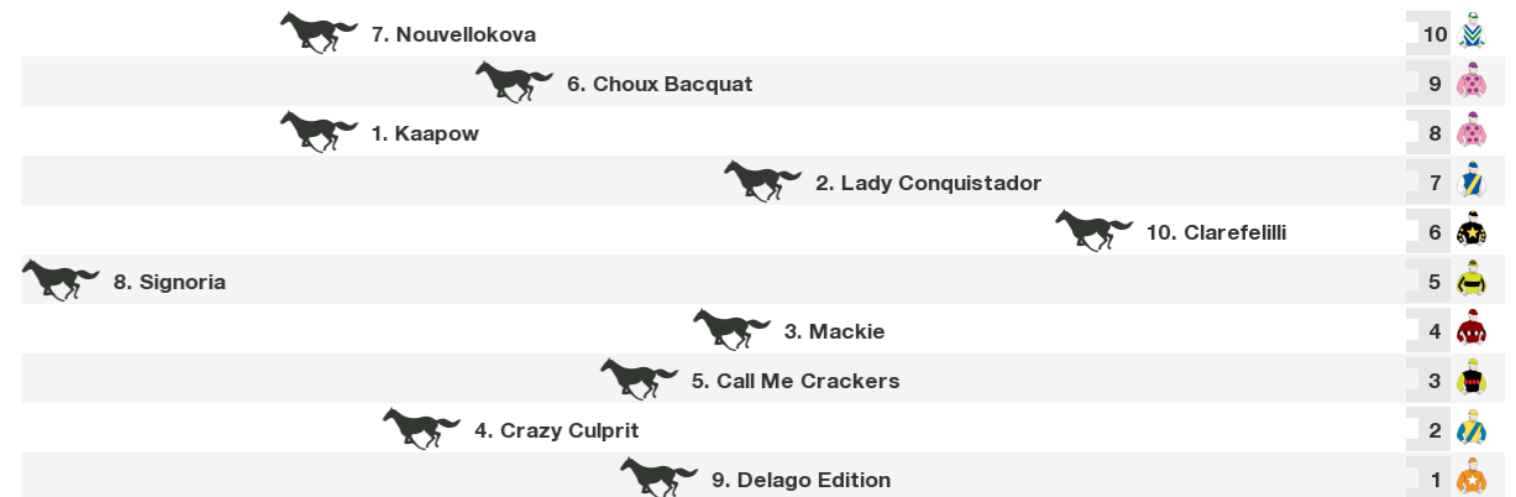 7. Nouvellokova 10
6. Choux Bacquat 9
1. Kaapow 8
2. Lady Conquistador 7
10. Clarefelilli 6
8. Signoria 5
3. Mackie 4
5. Call Me Crackers 3
4. Crazy Culprit 2
9. Delago Edition 1